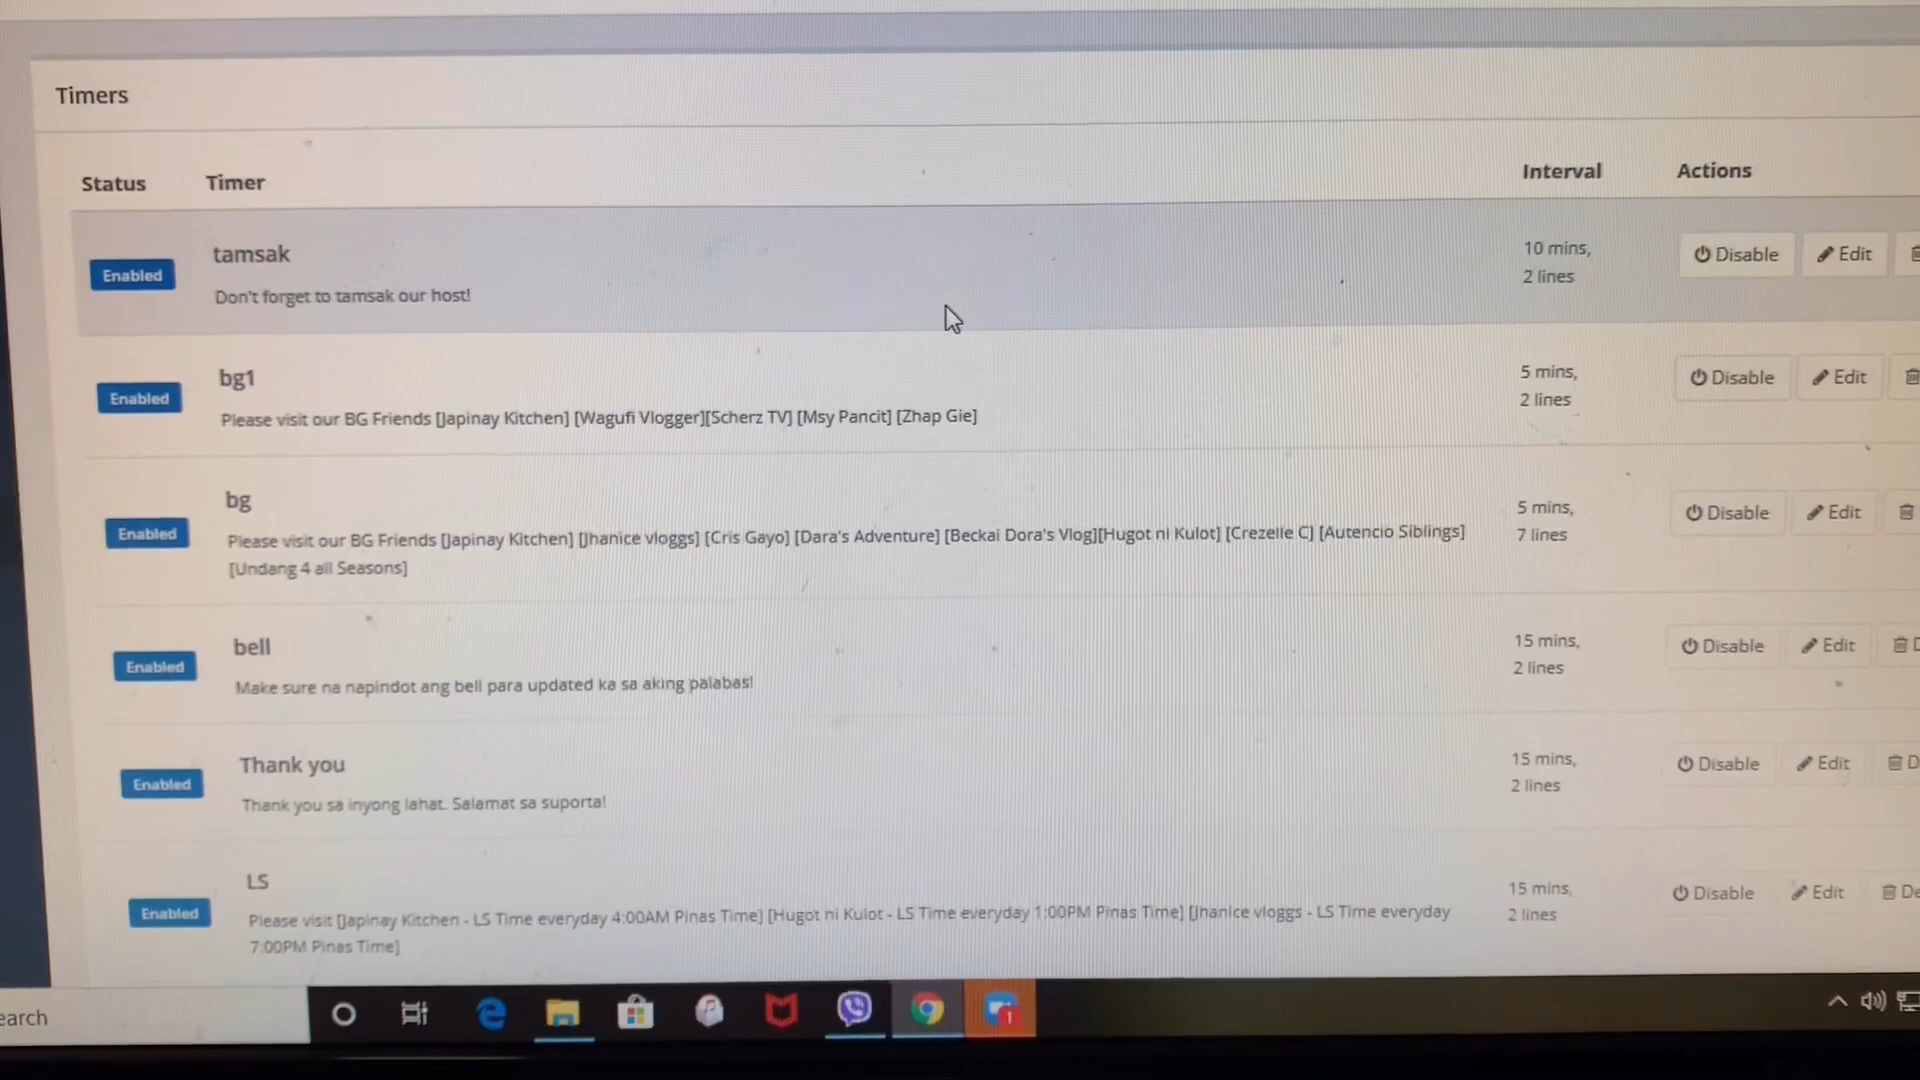 Timers
Status Timer Interval Actions
Enabled tamsak 10 mins, Disable Edit
Don't forget to tamsak our host! 2 lines
Enabled bg1 5 mins, Disable Edit
Please visit our BG Friends [Japinay Kitchen] [Wagufi Vlogger][Scherz TV] [Msy Pancit] [Zhap Gie] 2 lines
Enabled bg 5 mins, Disable Edit
Please visit our BG Friends [Japinay Kitchen] [Jhanice vloggs] [Cris Gayo] [Dara's Adventure] [Beckai Dora's Vlog][Hugot ni Kulot] [Crezelle C] [Autencio Siblings] 7 lines
[Undang 4 all Seasons]
Enabled bell 15 mins, Disable Edit D
Make sure na napindot ang bell para updated ka sa aking palabas! 2 lines
Enabled Thank you 15 mins, Disable Edit D
Thank you sa inyong lahat. Salamat sa suporta! 2 lines
Enabled LS 15 mins, Disable Edit De
Please visit [Japinay Kitchen - LS Time everyday 4:00AM Pinas Time] [Hugot ni Kulot - LS Time everyday 1:00PM Pinas Time] [Jhanice vloggs - LS Time everyday 2 lines
7:00PM Pinas Time]
earch 1